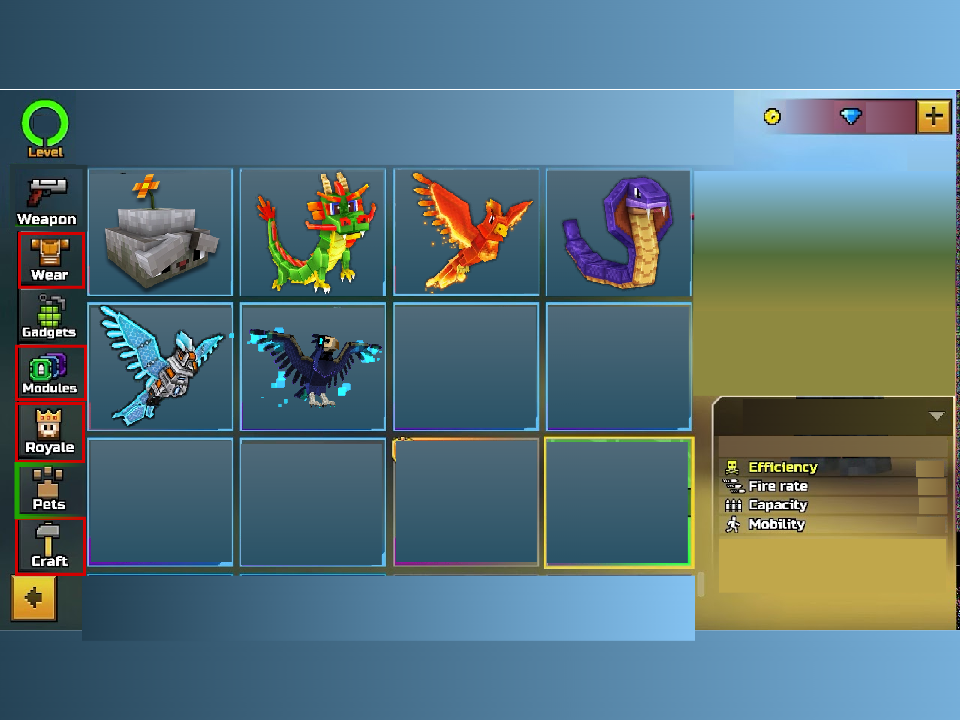 Level
Weapon
Wear
Gadgets
Modules
Royale
Pets
Craft
Efficiency
Fire rate
Capacity
Mobility